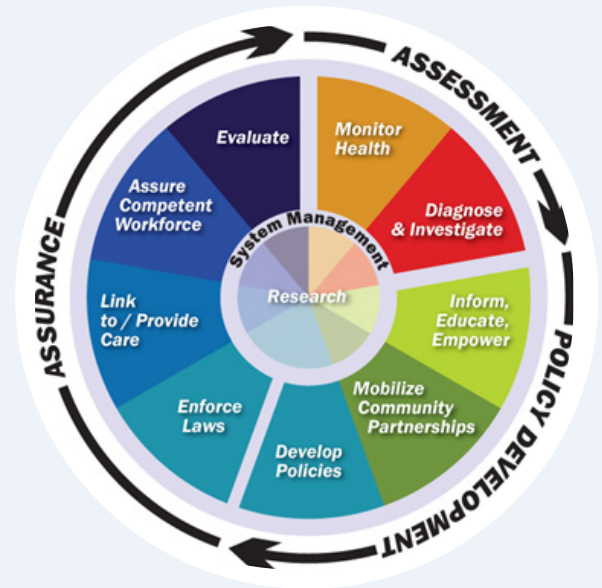 ASSESSMENT
POLICY DEVELOPMENT
ASSURANCE
Monitor
Health
Diagnose
& Investigate
Inform,
Educate,
Empower
Mobilize
Community
Partnerships
Develop
Policies
Enforce
Laws
Link
to / Provide
Care
Assure
Competent
Workforce
Evaluate
System Management
Research